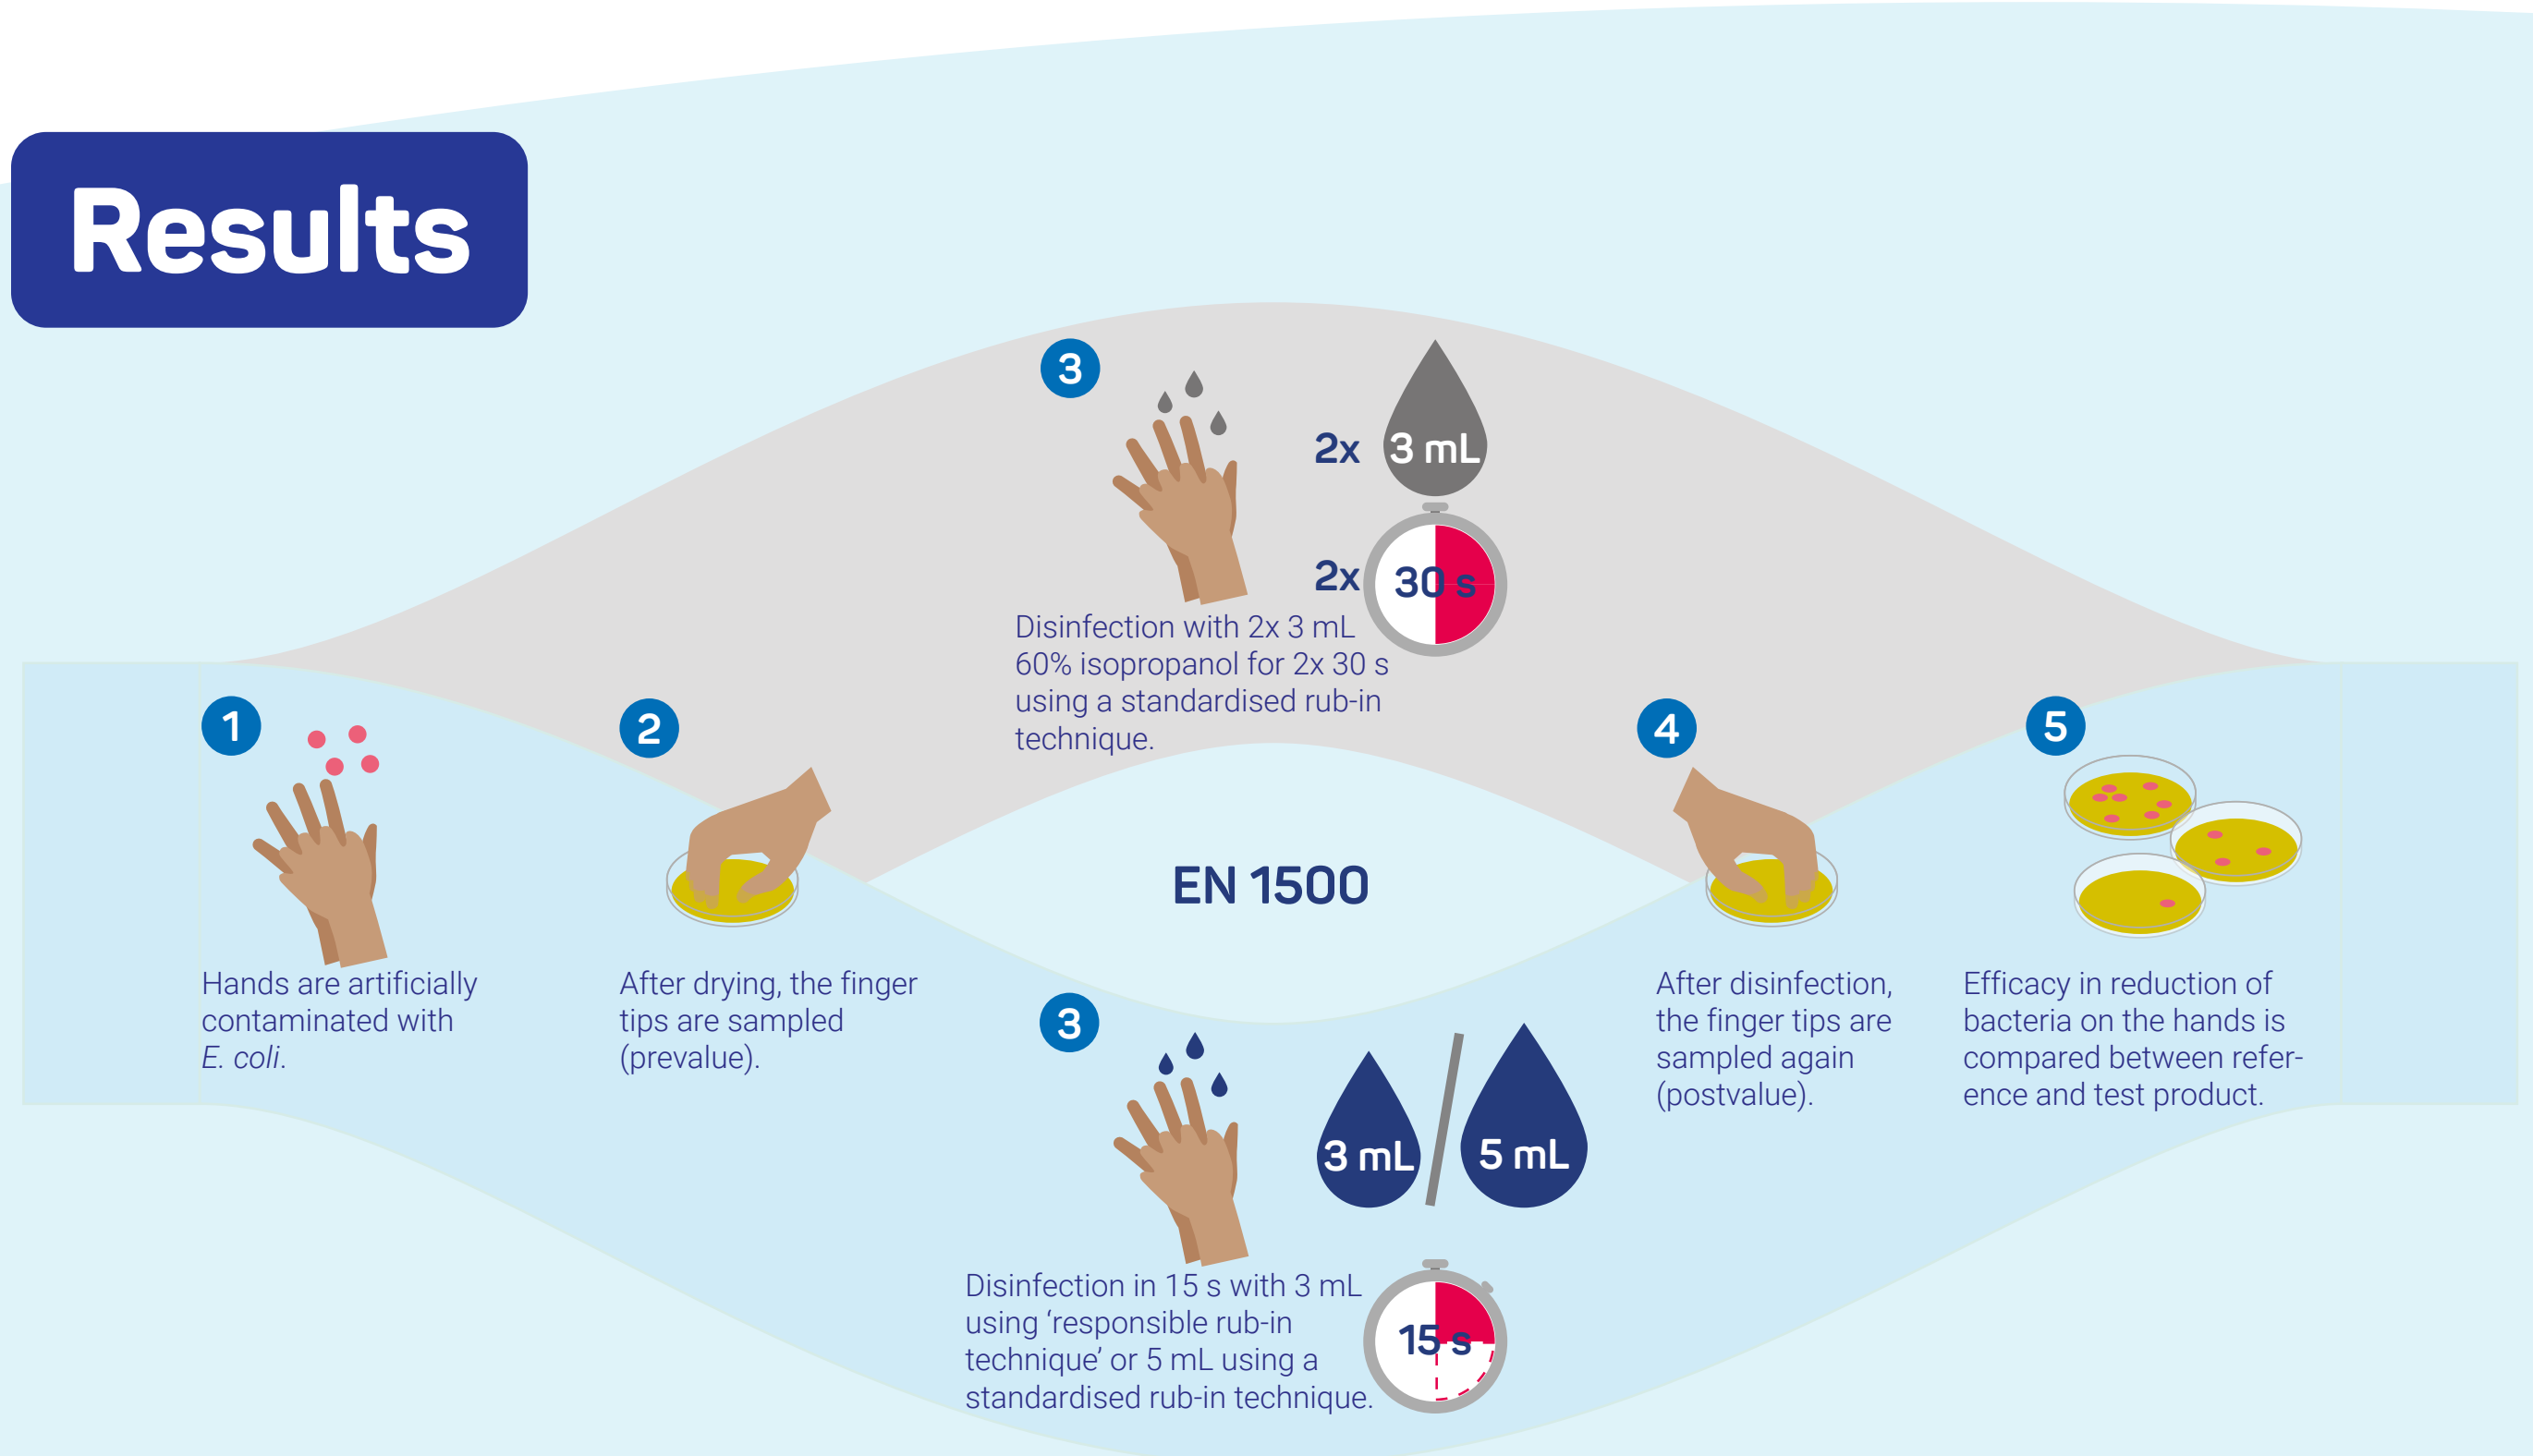 Results
3
2x
3 mL
2x
30 s
Disinfection with 2x 3 mL
60% isopropanol for 2x 30 s
using a standardised rub-in
technique.
1
Hands are artificially
contaminated with
E. coli.
2
After drying, the finger
tips are sampled
(prevalue).
EN 1500
3
3 mL
5 mL
15 s
Disinfection in 15 s with 3 mL
using ‘responsible rub-in
technique’ or 5 mL using a
standardised rub-in technique.
4
After disinfection,
the finger tips are
sampled again
(postvalue).
5
Efficacy in reduction of
bacteria on the hands is
compared between refer-
ence and test product.